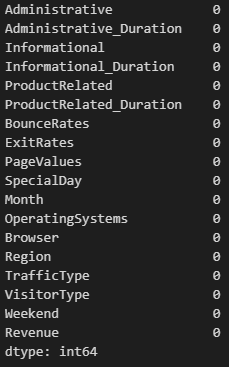 Administrative 0
Administrative_Duration 0
Informational 0
Informational_Duration 0
ProductRelated 0
ProductRelated_Duration 0
BounceRates 0
ExitRates 0
PageValues 0
SpecialDay 0
Month 0
OperatingSystems 0
Browser 0
Region 0
TrafficType 0
VisitorType 0
Weekend 0
Revenue 0
dtype: int64